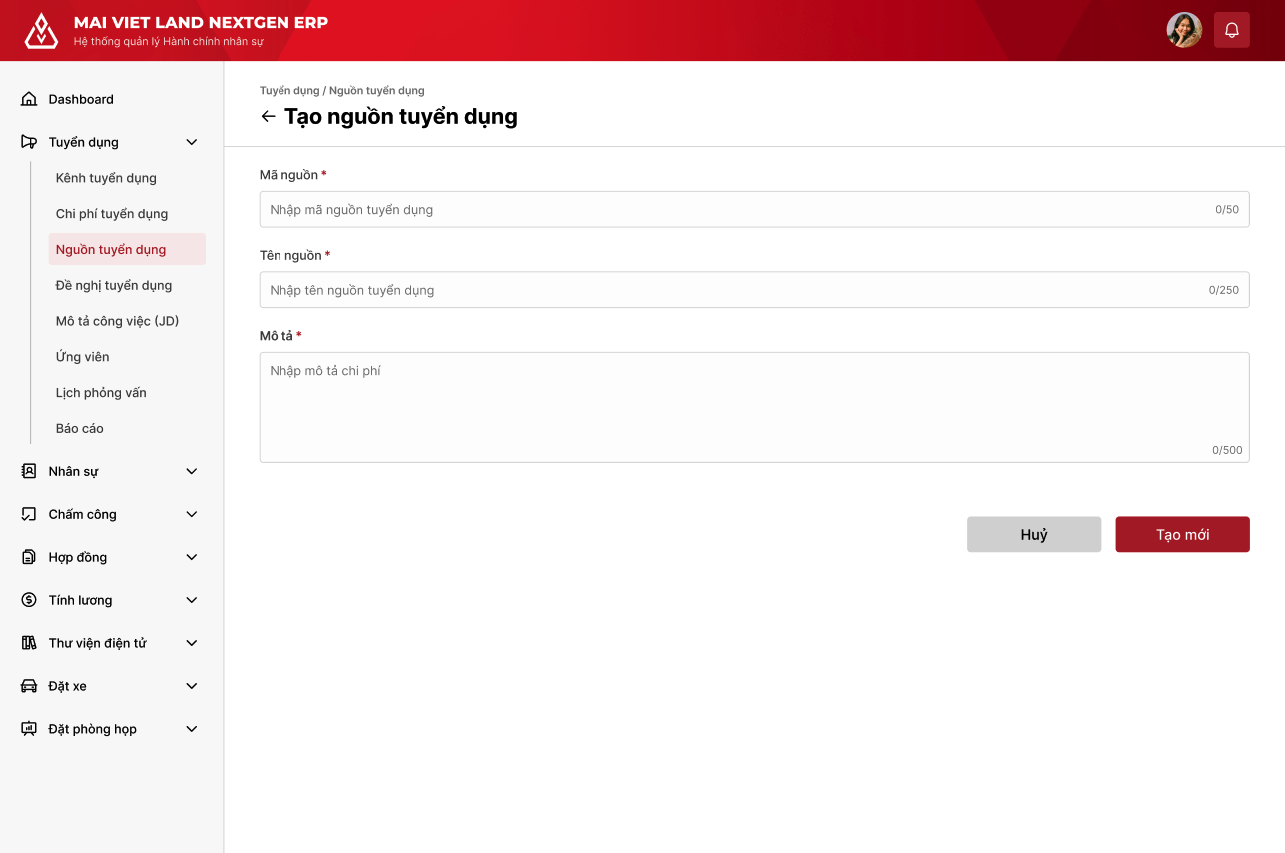 MAI VIET LAND NEXTGEN ERP
Hệ thống quản lý Hành chính nhân sự
Dashboard
Tuyển dụng
Kênh tuyển dụng
Chi phí tuyển dụng
Nguồn tuyển dụng
Đề nghị tuyển dụng
Mô tả công việc (JD)
Ứng viên
Lịch phỏng vấn
Báo cáo
Nhân sự
Chấm công
Hợp đồng
Tính lương
Thư viện điện tử
Đặt xe
Đặt phòng họp
Tuyển dụng / Nguồn tuyển dụng
← Tạo nguồn tuyển dụng
Mã nguồn *
Nhập mã nguồn tuyển dụng 0/50
Tên nguồn *
Nhập tên nguồn tuyển dụng 0/250
Mô tả *
Nhập mô tả chi phí
0/500
Huỷ Tạo mới